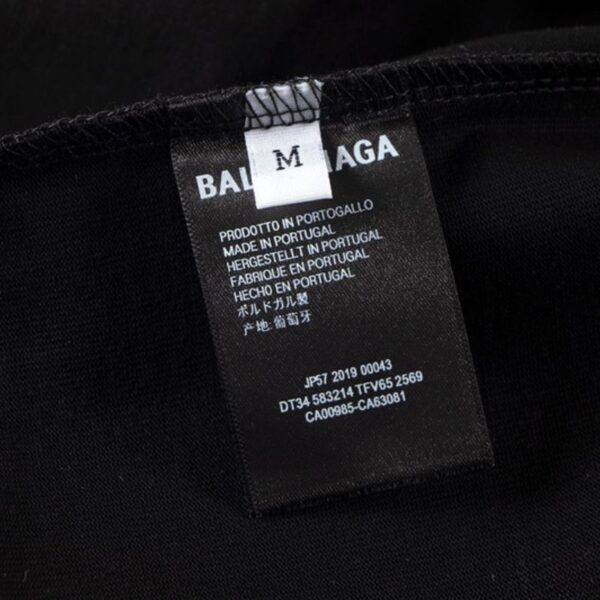 M
BAL AGA
PRODOTTO IN PORTOGALLO
MADE IN PORTUGAL
HERGESTELLT IN PORTUGAL
FABRIQUE EN PORTUGAL
HECHO EN PORTUGAL
ポルトガル製
产地:葡萄牙
JP57 2019 00043
DT34 583214 TFV65 2569
CA00985-CA63081